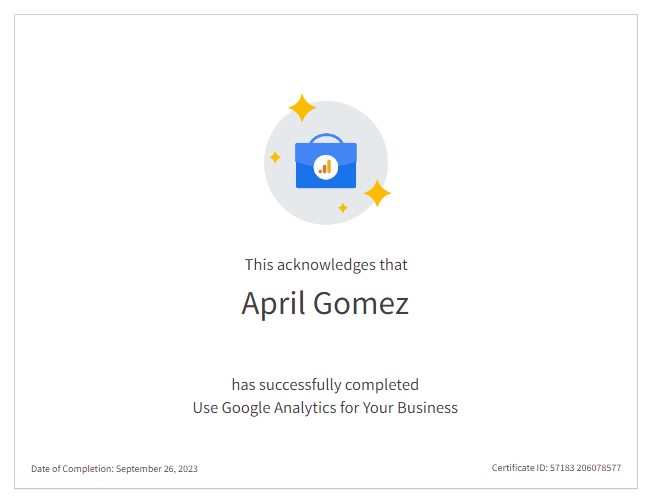 This acknowledges that
April Gomez
has successfully completed
Use Google Analytics for Your Business
Date of Completion: September 26, 2023
Certificate ID: 57183 206078577